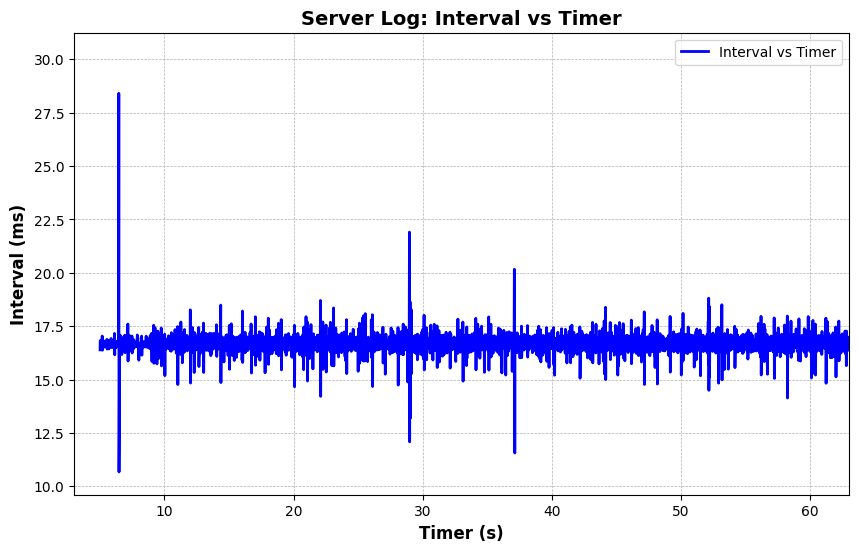 Server Log: Interval vs Timer
Interval vs Timer
30.0
27.5
25.0
22.5
20.0
17.5
15.0
12.5
10.0
Interval (ms)
10 20 30 40 50 60
Timer (s)